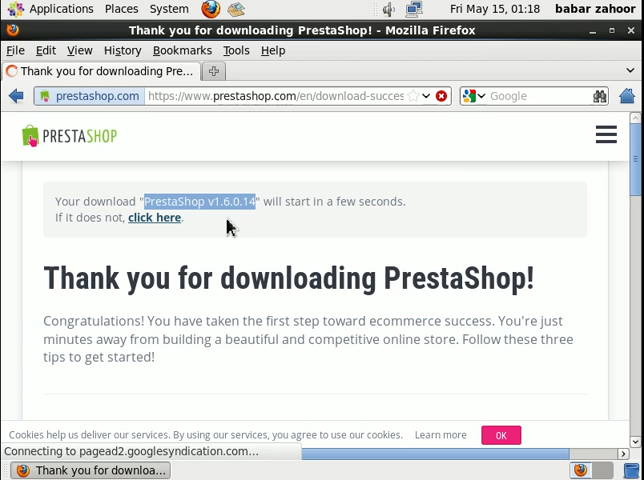 Applications Places System Fri May 15, 01:18 babar zahoor
Thank you for downloading PrestaShop! - Mozilla Firefox
File Edit View History Bookmarks Tools Help
Thank you for downloading Pre...
prestashop.com https://www.prestashop.com/en/download-succes Google
PRESTASHOP
Your download "PrestaShop v1.6.0.14" will start in a few seconds.
If it does not, click here.
Thank you for downloading PrestaShop!
Congratulations! You have taken the first step toward ecommerce success. You're just
minutes away from building a beautiful and competitive online store. Follow these three
tips to get started!
Cookies help us deliver our services. By using our services, you agree to use our cookies. Learn more OK
Connecting to pagead2.googlesyndication.com...
Thank you for downloa...